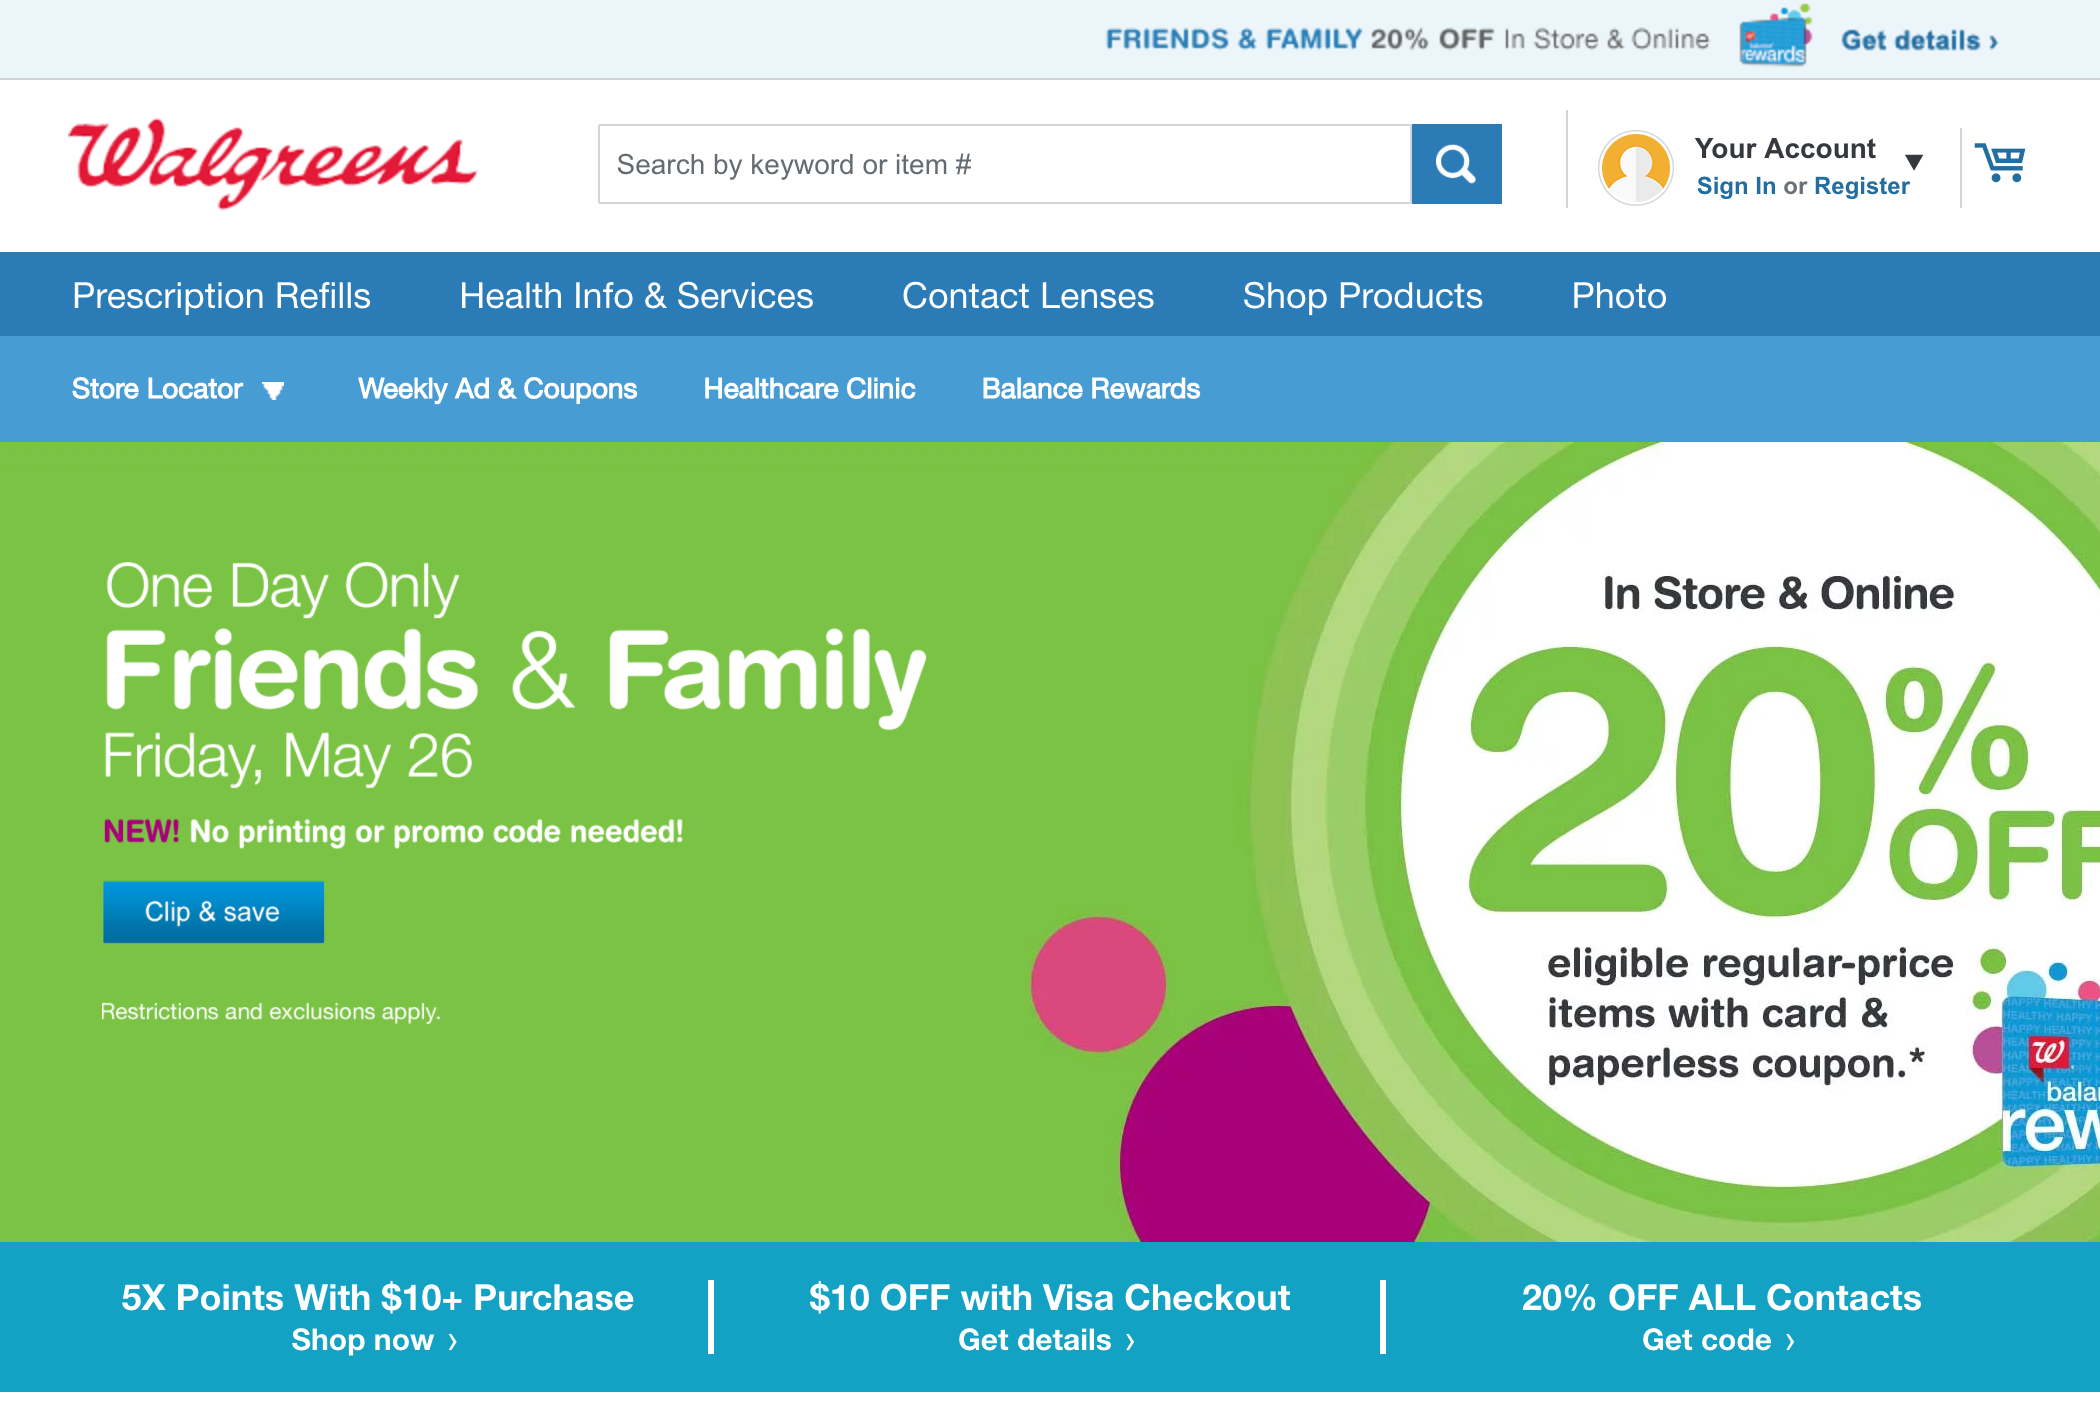 FRIENDS & FAMILY 20% OFF In Store & Online
rewards
Get details ›
Walgreens
Search by keyword or item #
Your Account
Sign In or Register
Prescription Refills
Health Info & Services
Contact Lenses
Shop Products
Photo
Store Locator
Weekly Ad & Coupons
Healthcare Clinic
Balance Rewards
One Day Only
Friends & Family
Friday, May 26
NEW! No printing or promo code needed!
Clip & save
Restrictions and exclusions apply.
In Store & Online
20%
OFF
eligible regular-price
items with card &
paperless coupon.*
W
5X Points With $10+ Purchase
Shop now ›
$10 OFF with Visa Checkout
Get details ›
20% OFF ALL Contacts
Get code ›